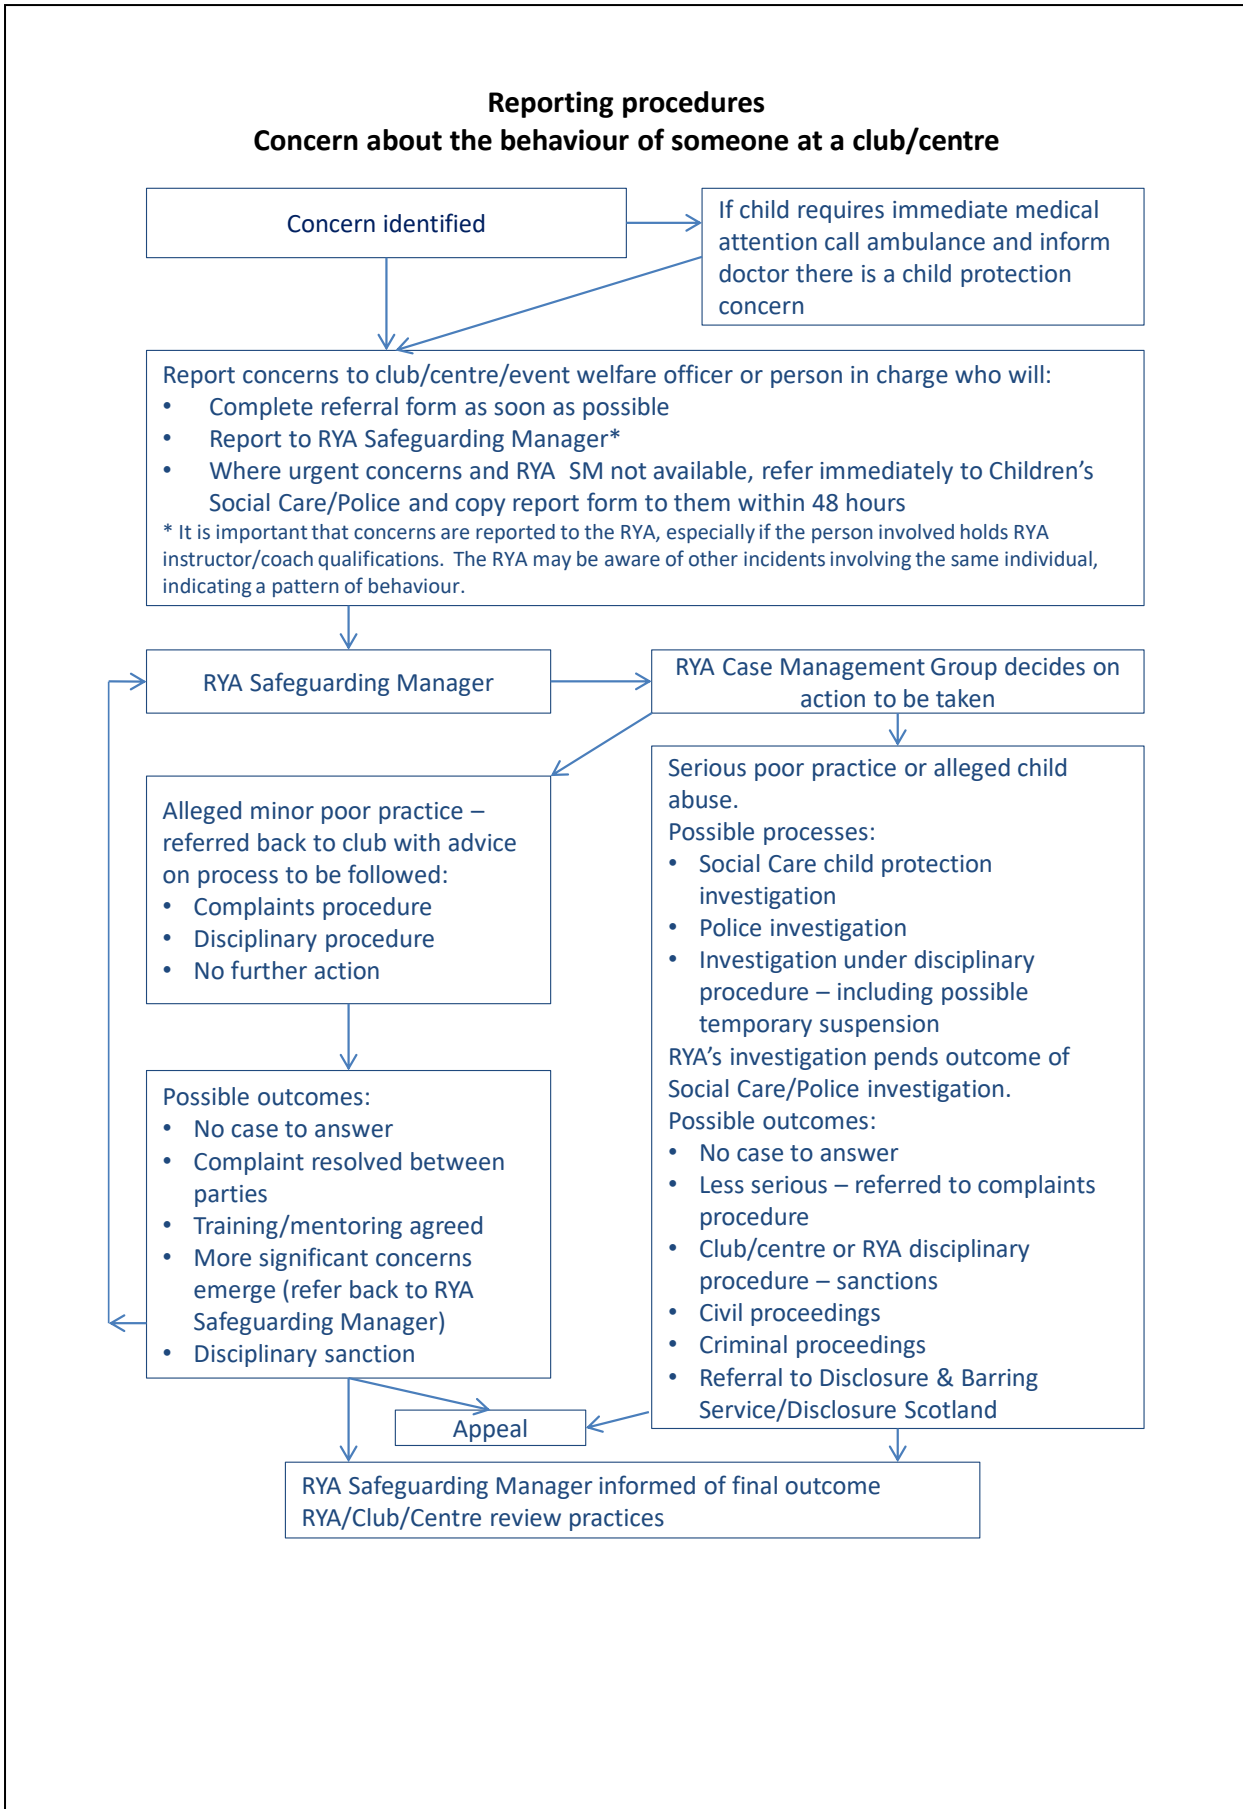 Reporting procedures
Concern about the behaviour of someone at a club/centre
Concern identified
If child requires immediate medical
attention call ambulance and inform
doctor there is a child protection
concern
Report concerns to club/centre/event welfare officer or person in charge who will:
• Complete referral form as soon as possible
• Report to RYA Safeguarding Manager*
• Where urgent concerns and RYA SM not available, refer immediately to Children’s
Social Care/Police and copy report form to them within 48 hours
* It is important that concerns are reported to the RYA, especially if the person involved holds RYA
instructor/coach qualifications. The RYA may be aware of other incidents involving the same individual,
indicating a pattern of behaviour.
RYA Safeguarding Manager
RYA Case Management Group decides on
action to be taken
Alleged minor poor practice –
referred back to club with advice
on process to be followed:
• Complaints procedure
• Disciplinary procedure
• No further action
Possible outcomes:
• No case to answer
• Complaint resolved between
parties
• Training/mentoring agreed
• More significant concerns
emerge (refer back to RYA
Safeguarding Manager)
• Disciplinary sanction
Serious poor practice or alleged child
abuse.
Possible processes:
• Social Care child protection
investigation
• Police investigation
• Investigation under disciplinary
procedure – including possible
temporary suspension
RYA’s investigation pends outcome of
Social Care/Police investigation.
Possible outcomes:
• No case to answer
• Less serious – referred to complaints
procedure
• Club/centre or RYA disciplinary
procedure – sanctions
• Civil proceedings
• Criminal proceedings
• Referral to Disclosure & Barring
Service/Disclosure Scotland
Appeal
RYA Safeguarding Manager informed of final outcome
RYA/Club/Centre review practices